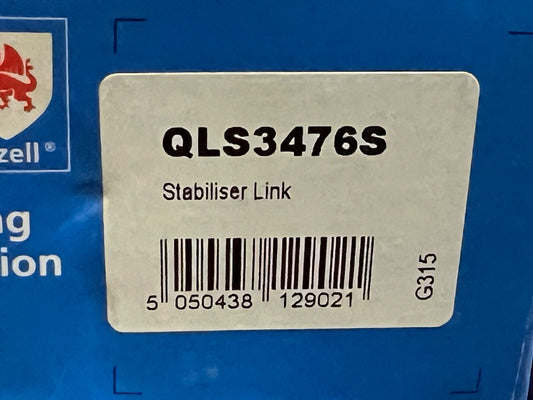 zell®
ng
ion
QLS3476S
Stabiliser Link
5 050438 129021
G315